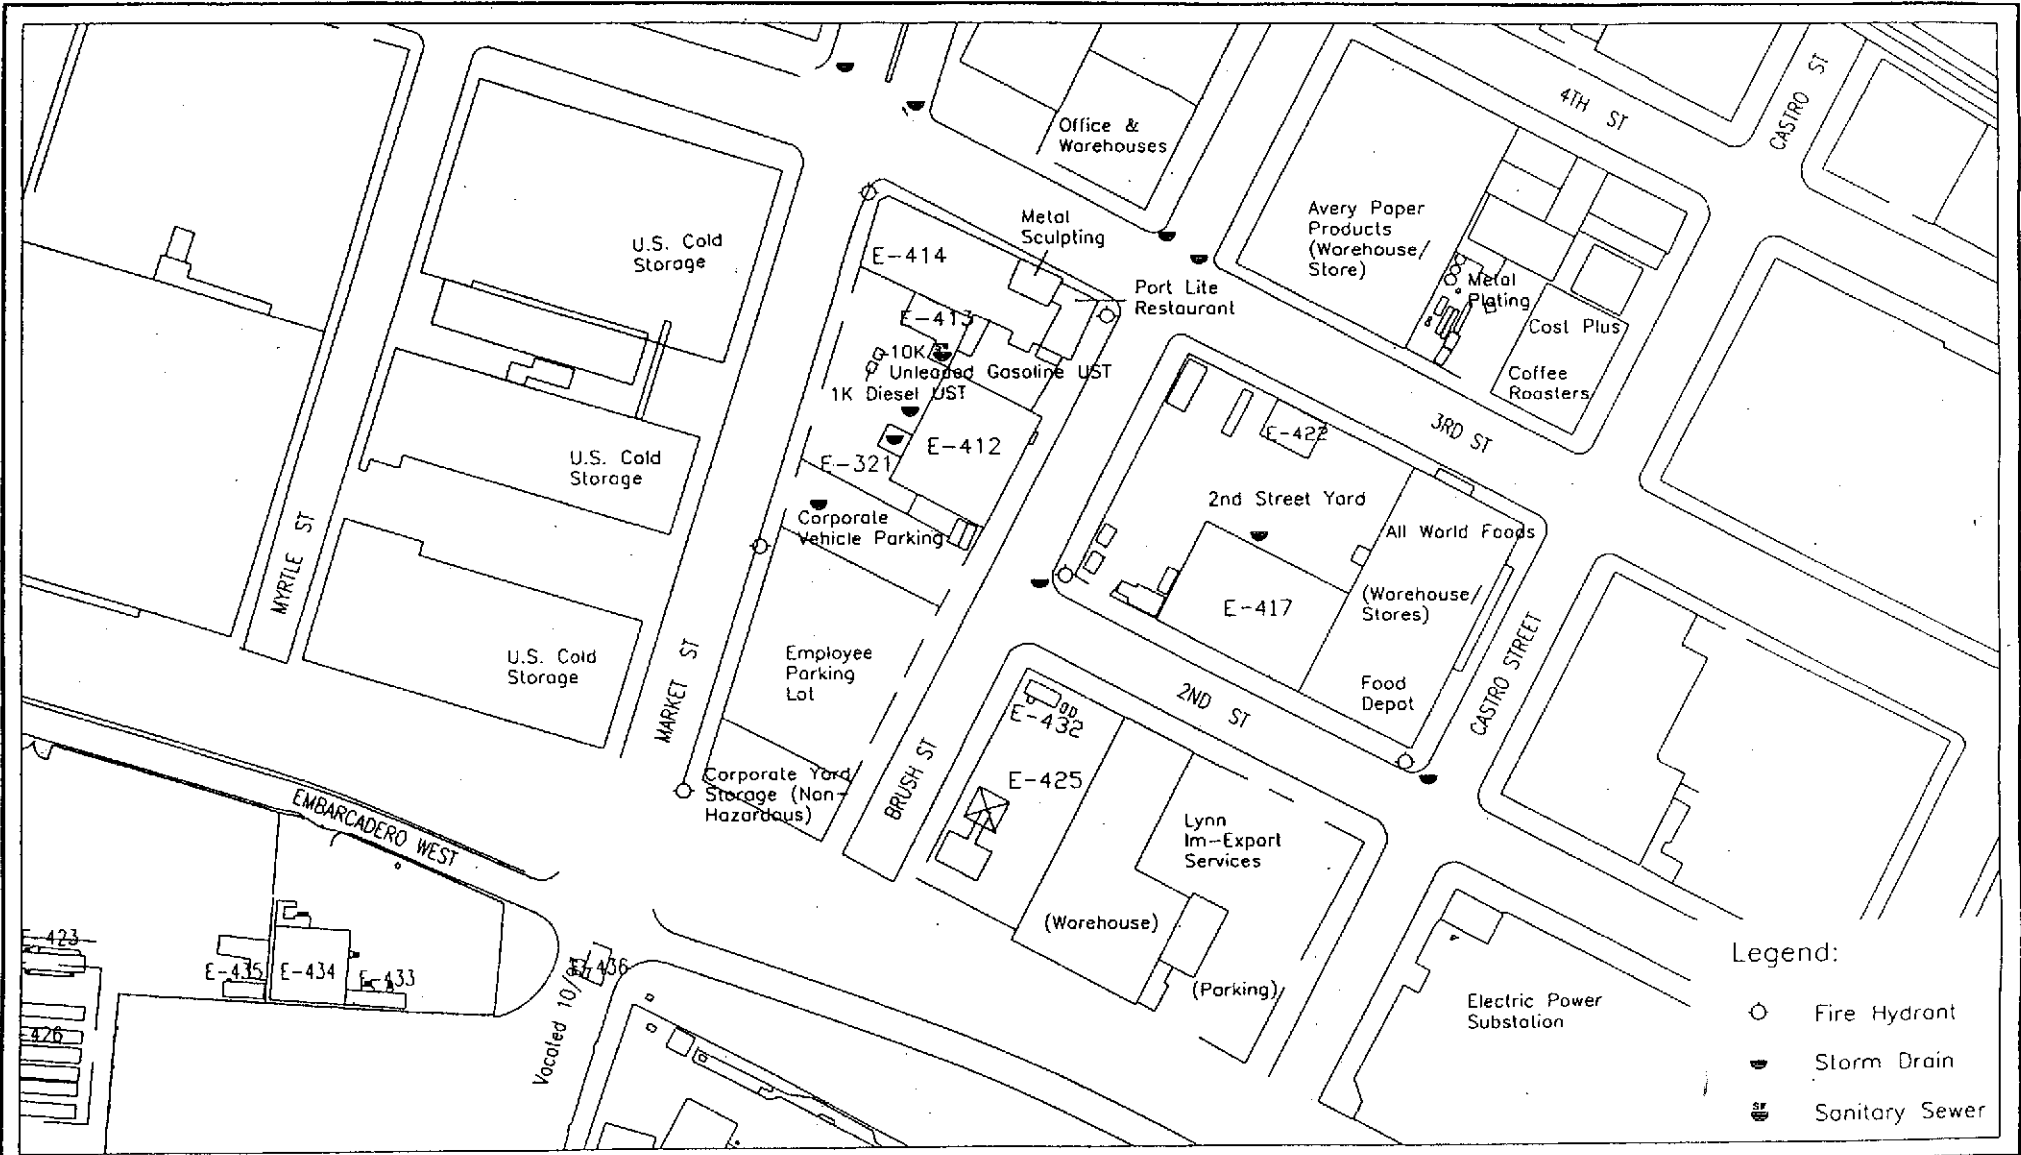 4TH ST
CASTRO ST
Office &
Warehouses
Avery Paper
Products
(Warehouse/
Store)
Metal
Sculpting
U.S. Cold
Storage
E-414
Port Lite
Restaurant
Metal
Plating
E-413
Cost Plus
10K
Unleaded Gasoline UST
1K Diesel UST
Coffee
Roasters
3RD ST
E-422
E-412
E-321
U.S. Cold
Storage
2nd Street Yard
Corporate
Vehicle Parking
All World Foods
MYRTLE ST
(Warehouse/
Stores)
E-417
CASTRO STREET
U.S. Cold
Storage
Employee
Parking
Lot
MARKET ST
Food
Depot
2ND ST
E-432
BRUSH ST
E-425
Corporate Yard
Storage (Non-
Hazardous)
EMBARCADERO WEST
Lynn
Im-Export
Services
(Warehouse)
E-423
E-435
E-434
E-433
E-436
Vacated 10/97
(Parking)
Electric Power
Substation
-426
Legend:
Fire Hydrant
Storm Drain
Sanitary Sewer